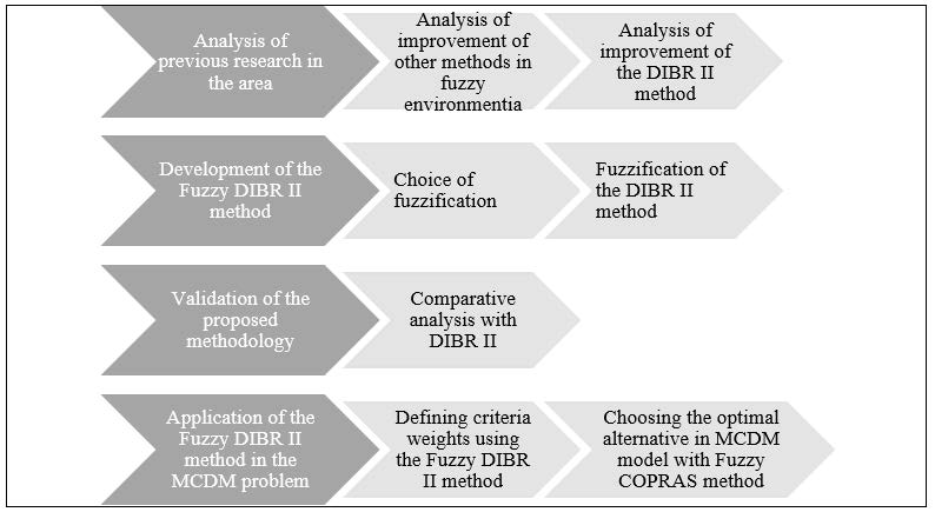 Analysis of
previous research in
the area
Analysis of
improvement of
other methods in
fuzzy
environmentia
Analysis of
improvement of
the DIBR II
method
Development of the
Fuzzy DIBR II
method
Choice of
fuzzification
Fuzzification of
the DIBR II
method
Validation of the
proposed
methodology
Comparative
analysis with
DIBR II
Application of the
Fuzzy DIBR II
method in the
MCDM problem
Defining criteria
weights using
the Fuzzy DIBR
II method
Choosing the optimal
alternative in MCDM
model with Fuzzy
COPRAS method